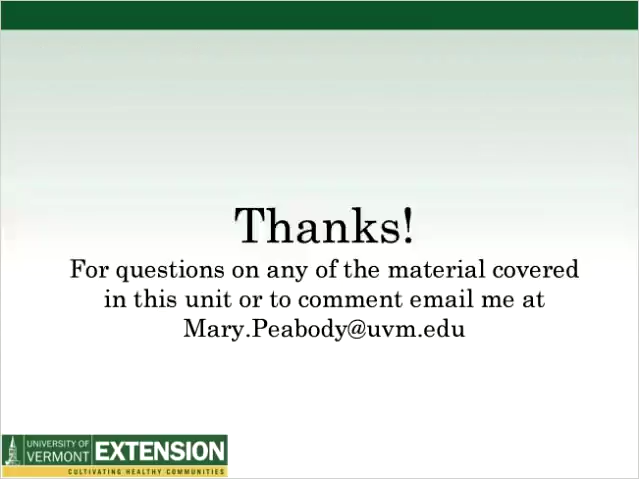 Thanks!
For questions on any of the material covered
in this unit or to comment email me at
Mary.Peabody@uvm.edu
UNIVERSITY OF
VERMONT
EXTENSION
CULTIVATING HEALTHY COMMUNITIES